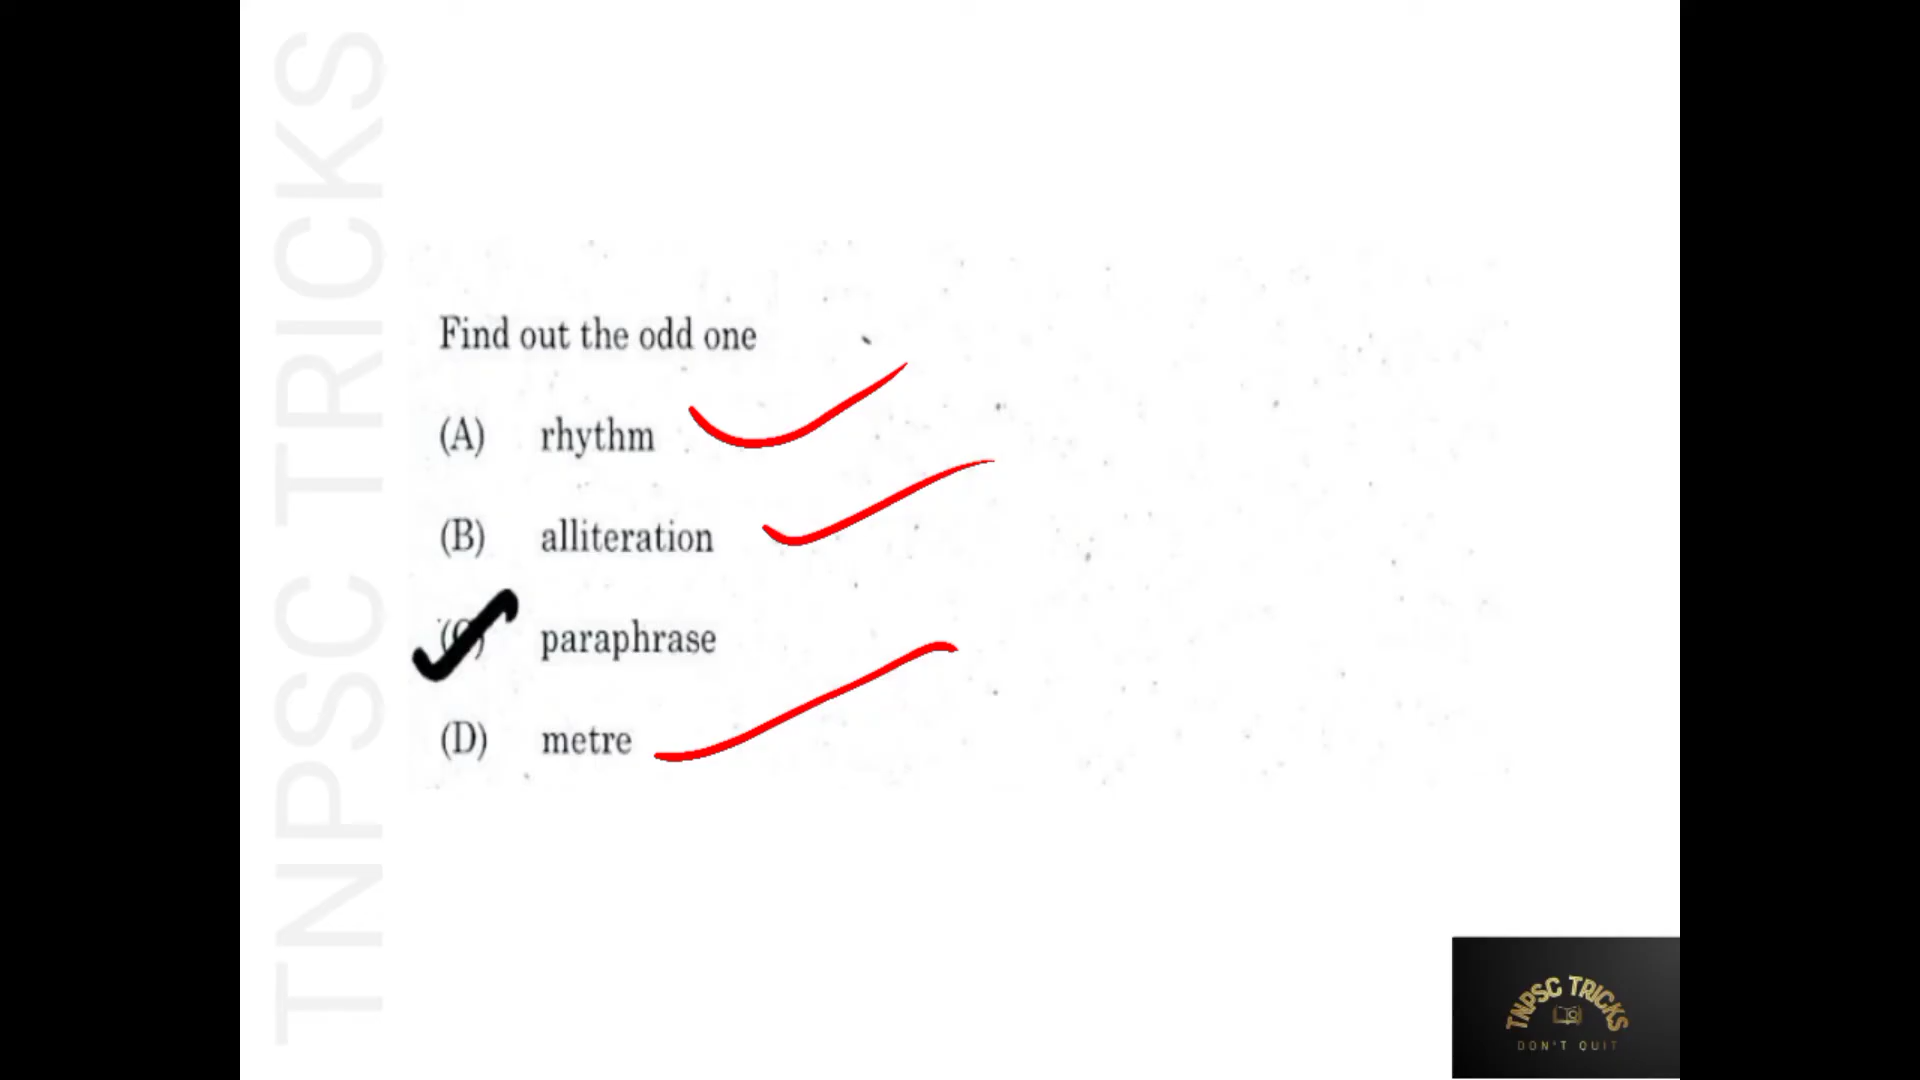 TNPSC TRICKS
Find out the odd one
(A) rhythm
(B) alliteration
(C) paraphrase
(D) metre
TNPSC TRICKS
DON'T QUIT